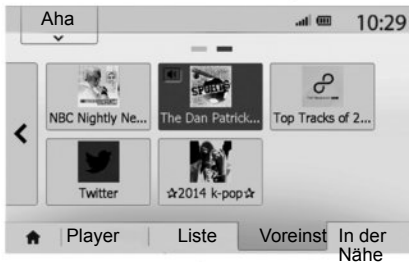 Aha
10:29
SPORTS
NBC Nightly Ne...
The Dan Patrick...
Top Tracks of 2...
Twitter
☆2014 k-pop☆
Player
Liste
Voreinst
In der
Nähe